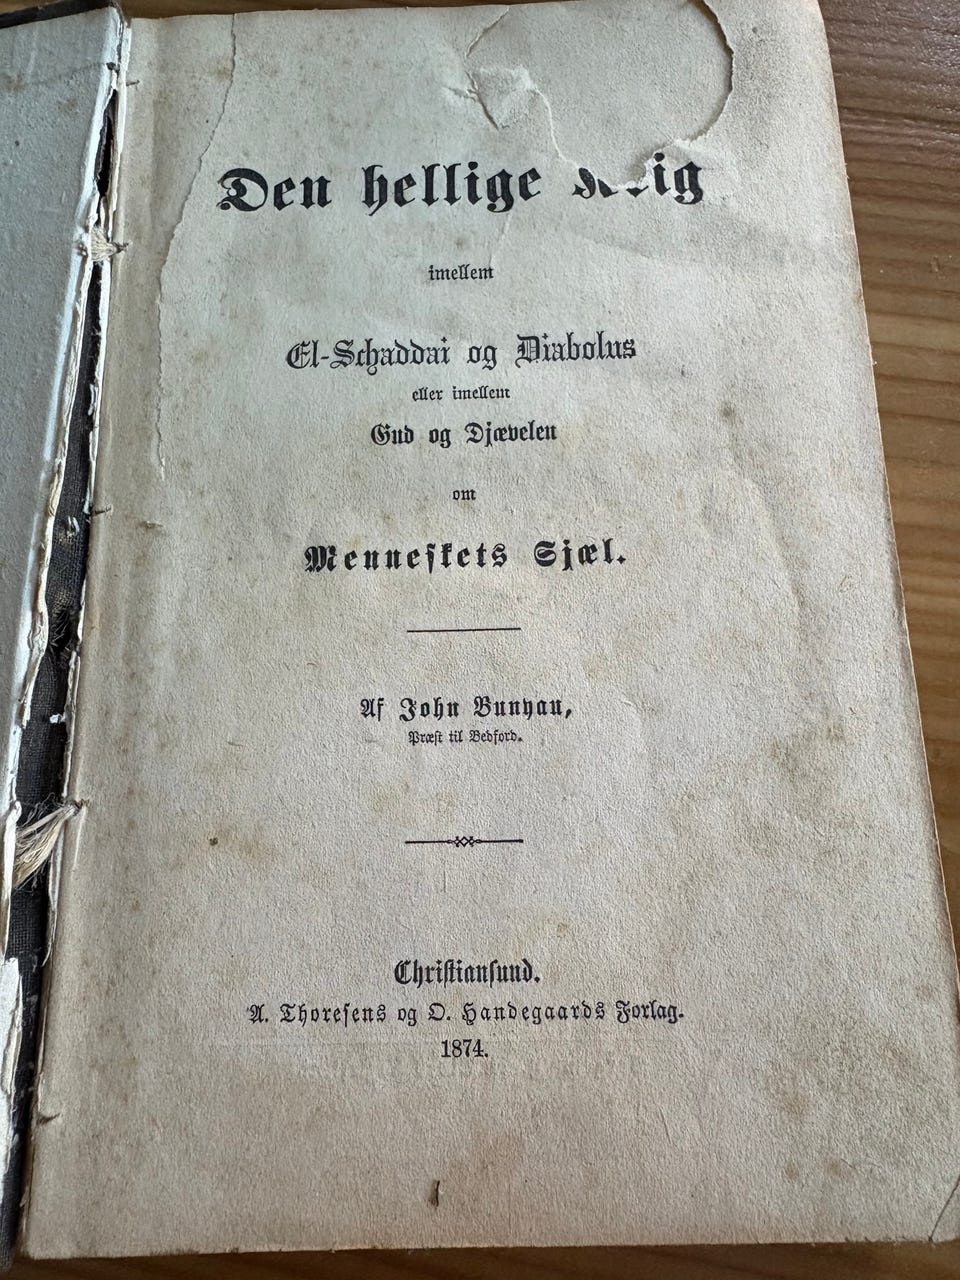 Den hellige
imellem
El-Schaddai og Diabolus
eller imellem
Gud og Djævelen
om
Menneskets Sjæl.
Af John Bunyan,
Præst til Bedford.
Christiansund.
A. Thoresens og O. Handegaards Forlag.
1874.